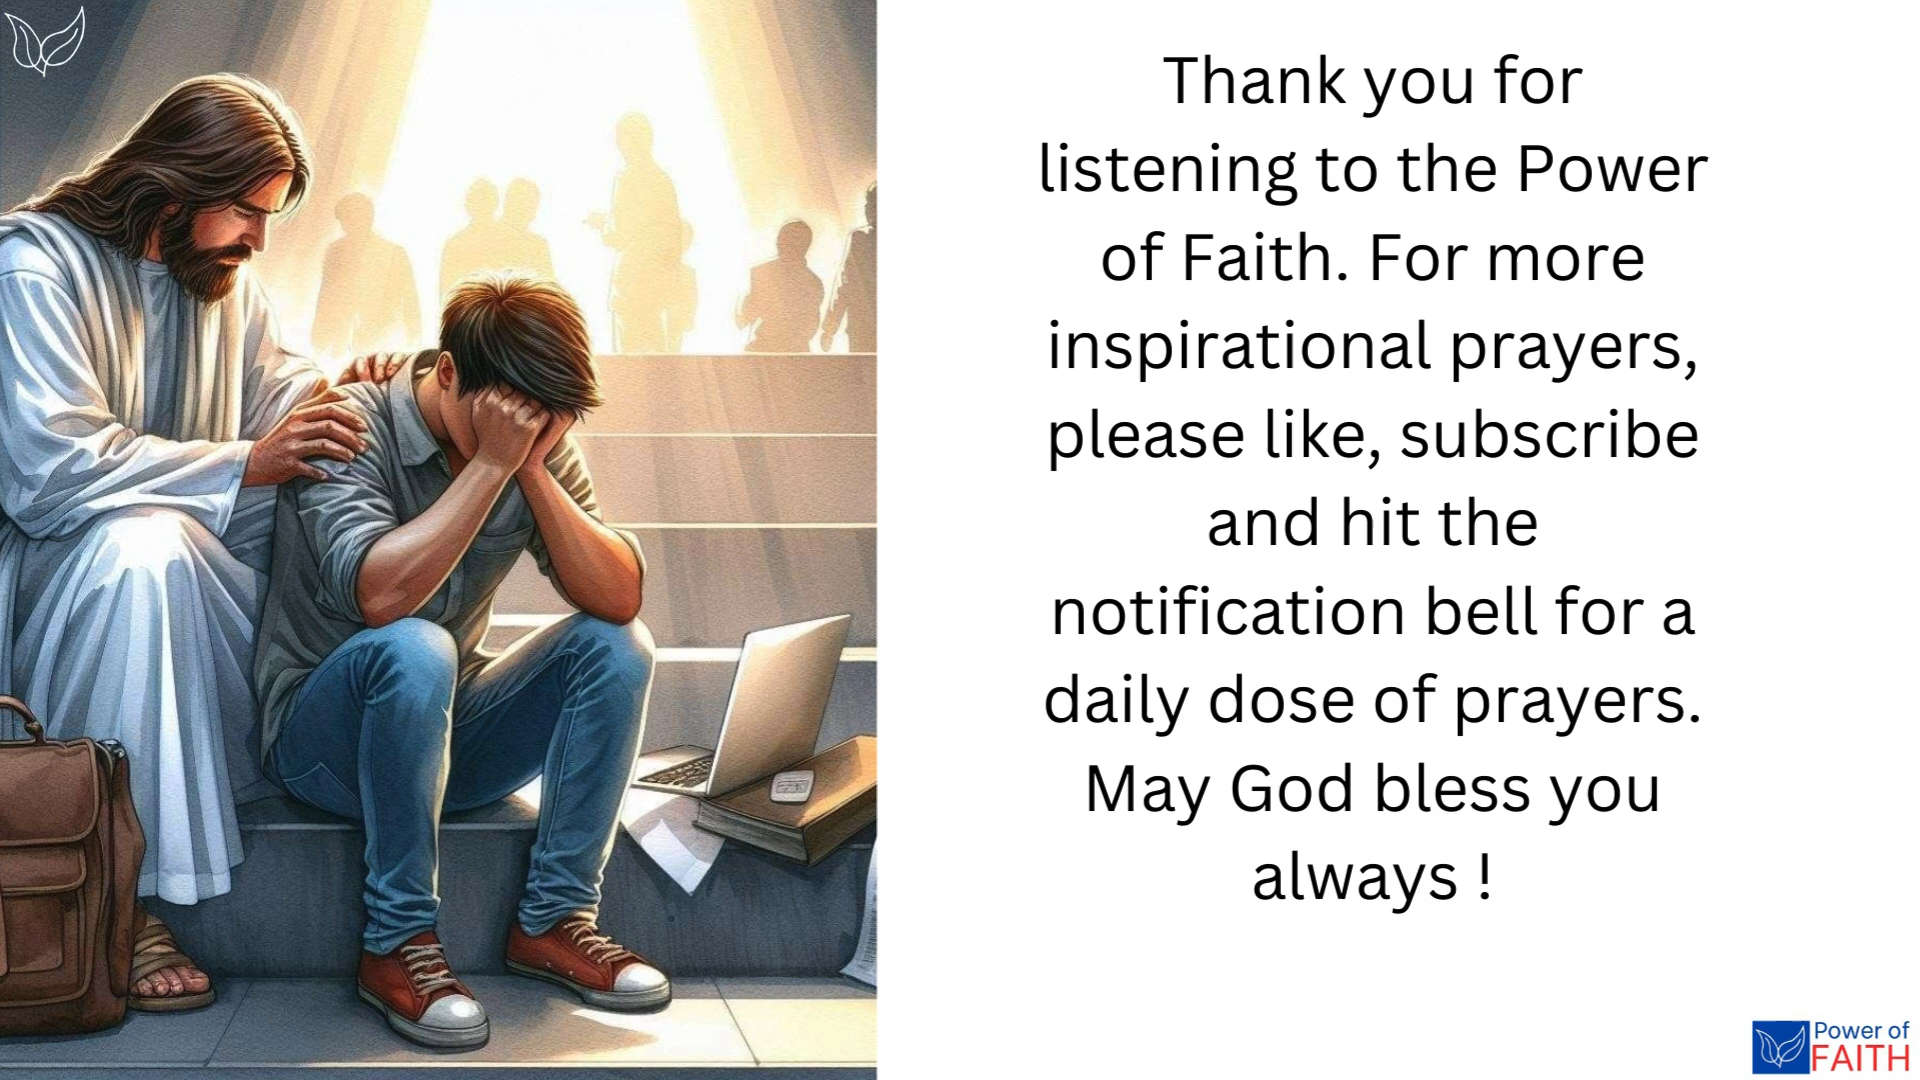 Thank you for
listening to the Power
of Faith. For more
inspirational prayers,
please like, subscribe
and hit the
notification bell for a
daily dose of prayers.
May God bless you
always !
Power of
FAITH